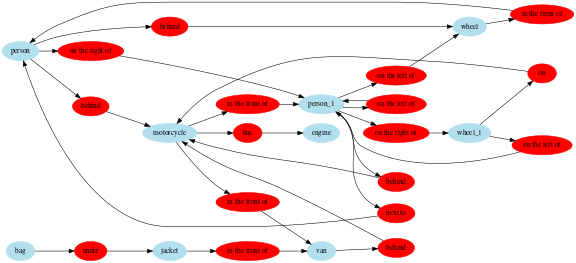 in the front of
behind
wheel
person
on the right of
on the left of
on
behind
in the front of
person_1
on the left of
motorcycle
has
engine
on the right of
wheel_1
on the left of
behind
in the front of
next to
bag
under
jacket
in the front of
van
behind